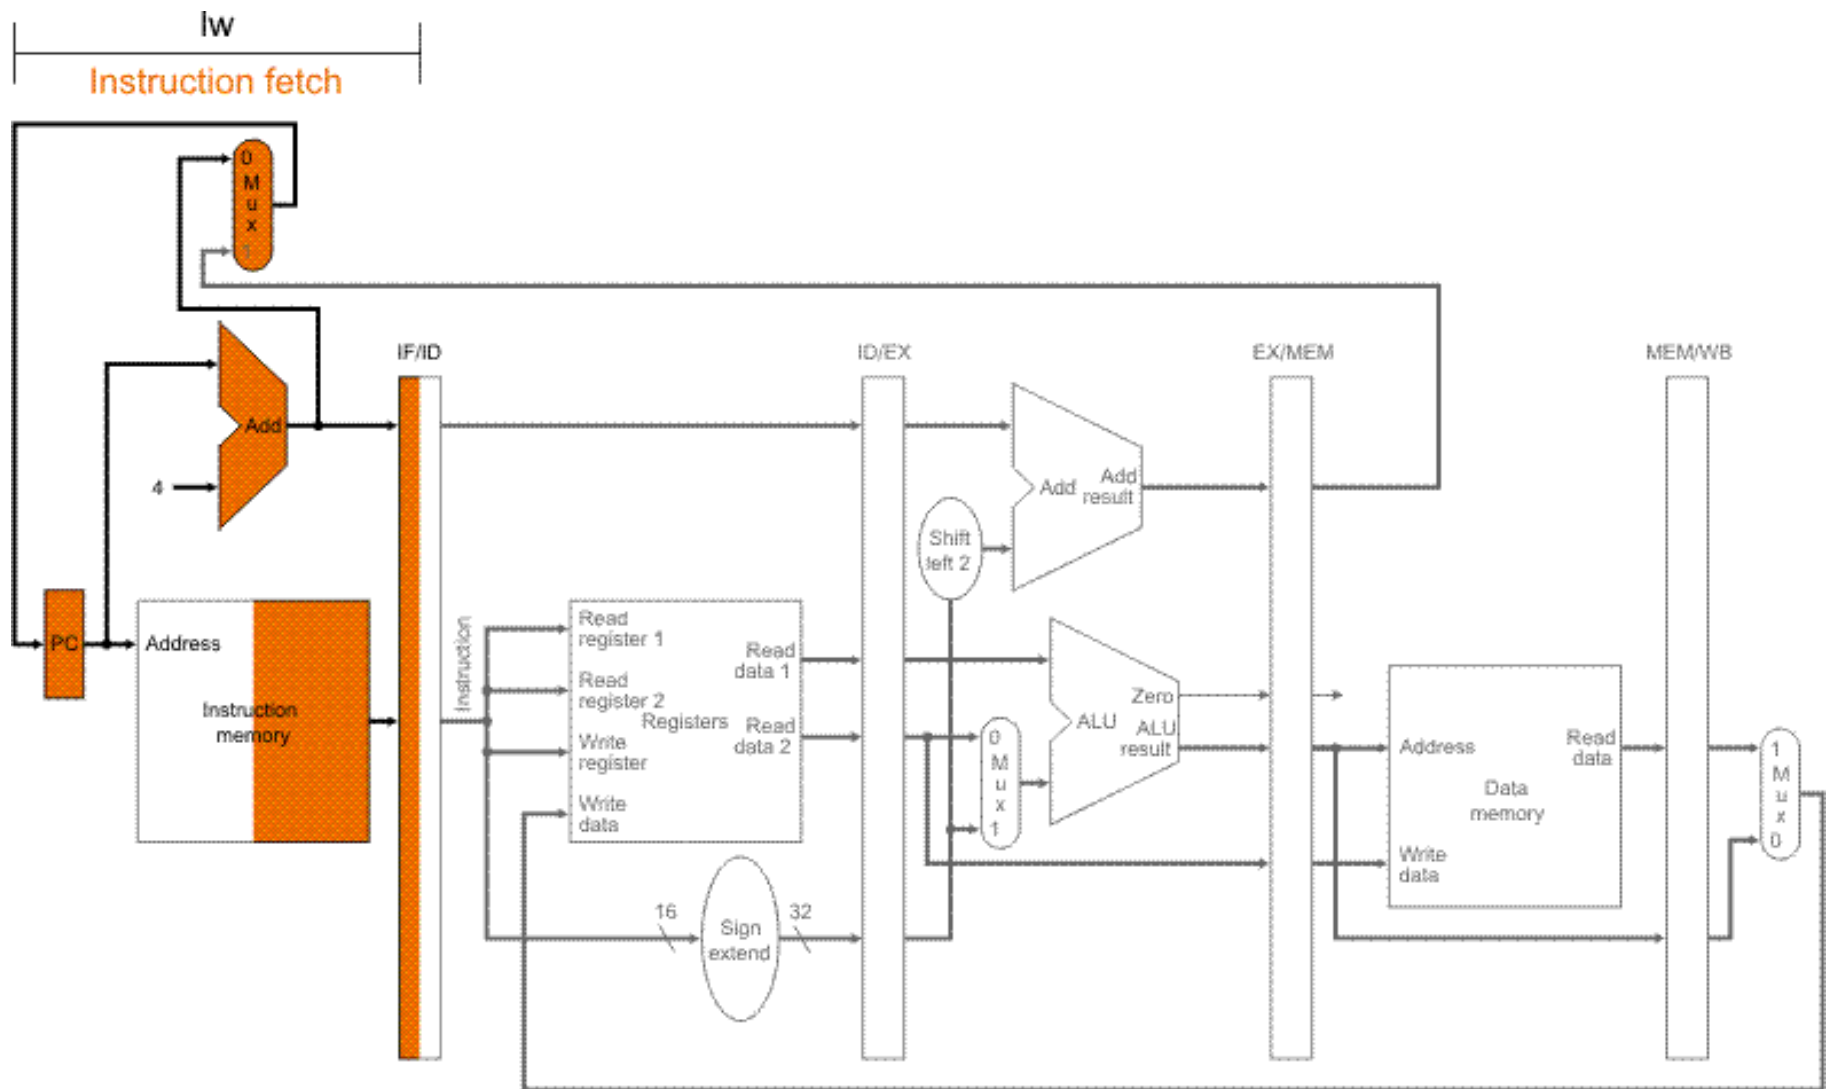 lw
Instruction fetch
0
M
u
x
1
Add
4
PC
Address
Instruction
memory
IF/ID
Instruction
Read
register 1
Read
register 2
Write
register
Write
data
Registers
Read
data 1
Read
data 2
16
Sign
extend
32
ID/EX
Shift
left 2
Add
Add
result
0
M
u
x
1
ALU
Zero
ALU
result
EX/MEM
Address
Write
data
Data
memory
Read
data
MEM/WB
1
M
u
x
0